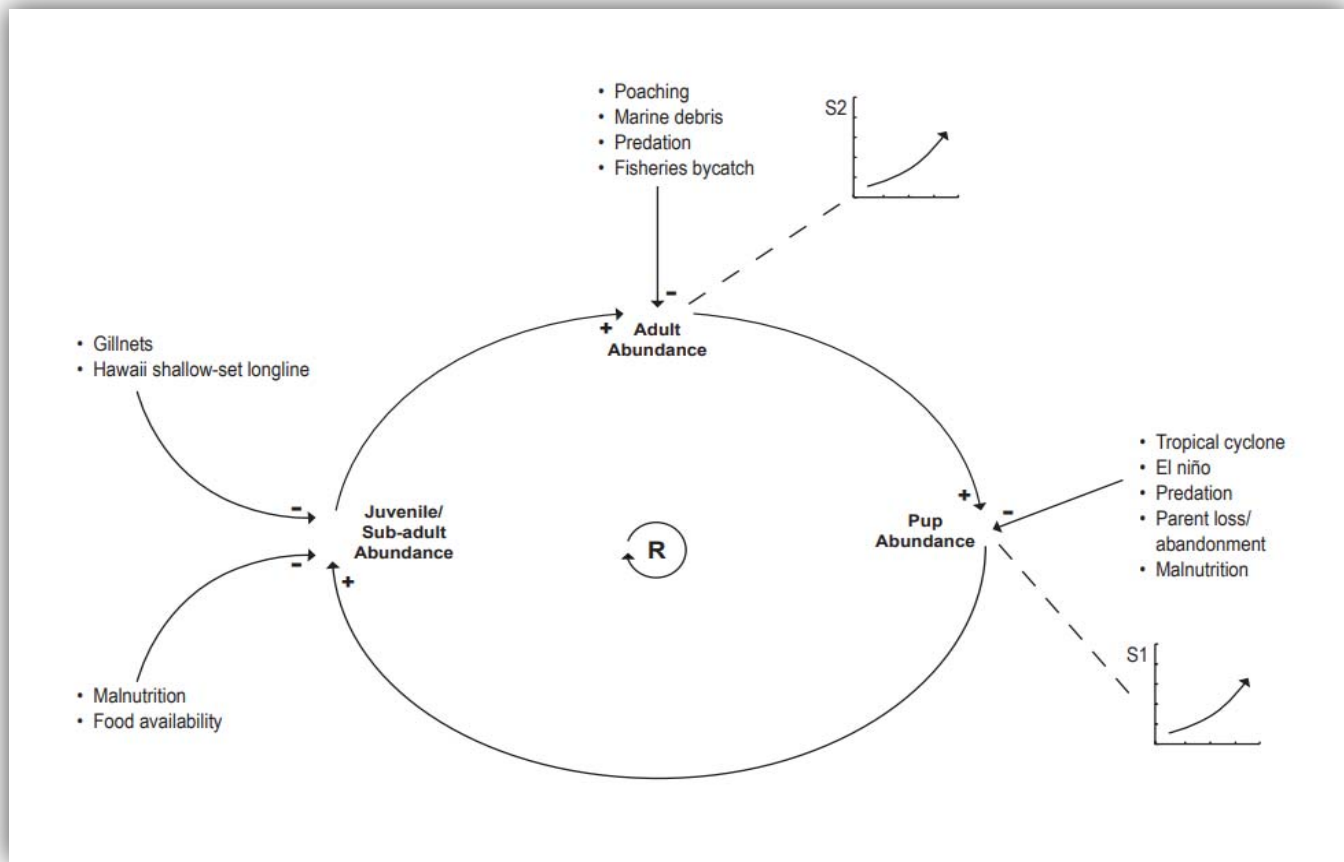 • Poaching
• Marine debris
• Predation
• Fisheries bycatch
S2
-
+
Adult
Abundance
• Gillnets
• Hawaii shallow-set longline
-
Juvenile/
Sub-adult
Abundance
-
+
R
+
-
Pup
Abundance
• Tropical cyclone
• El niño
• Predation
• Parent loss/
abandonment
• Malnutrition
S1
• Malnutrition
• Food availability